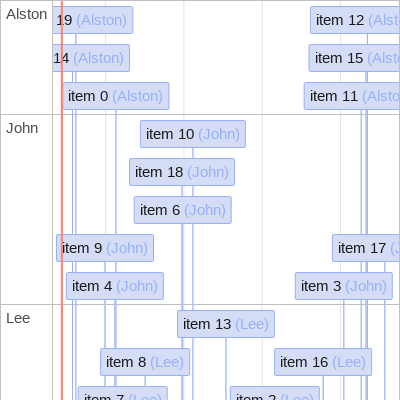 Alston
19 (Alston)
item 12 (Alst
14 (Alston)
item 15 (Alst
item 0 (Alston)
item 11 (Alsto
John
item 10 (John)
item 18 (John)
item 6 (John)
item 9 (John)
item 17 (J
item 4 (John)
item 3 (John)
Lee
item 13 (Lee)
item 8 (Lee)
item 16 (Lee)
item 7 (Lee)
item 2 (Lee)